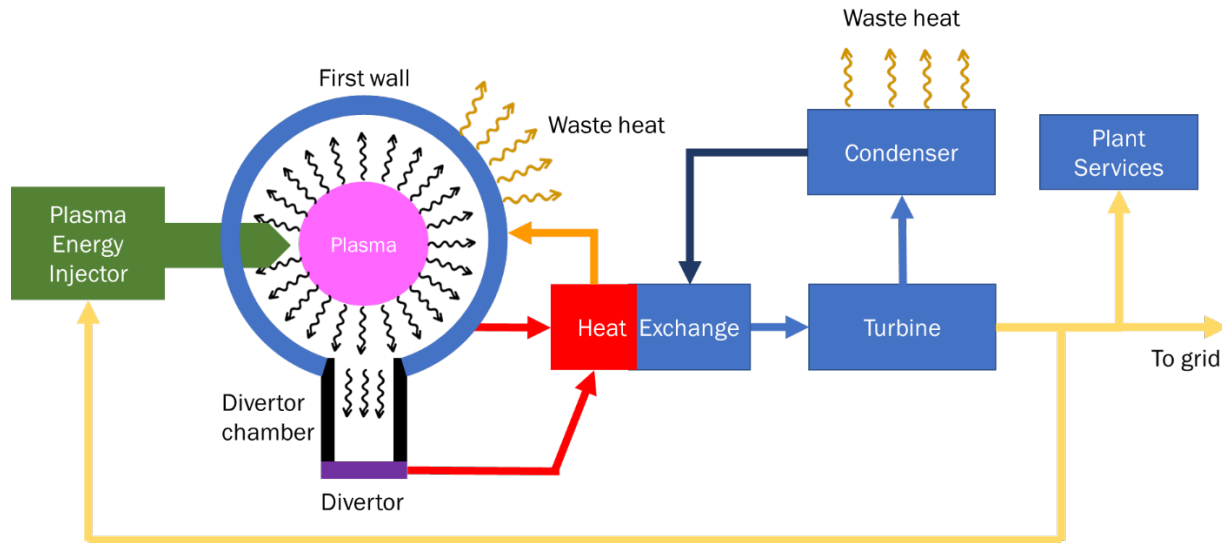 Waste heat
First wall
Waste heat
Condenser
Plant
Services
Plasma
Energy
Injector
Plasma
Heat
Exchange
Turbine
To grid
Divertor
chamber
Divertor